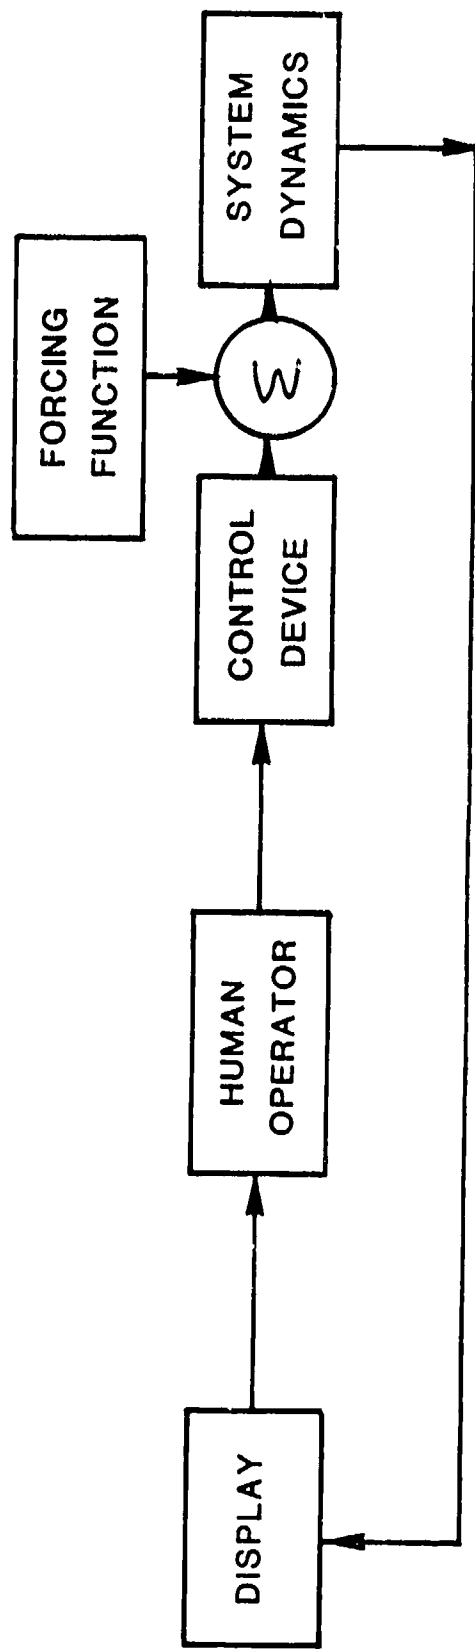 FORCING
FUNCTION
DISPLAY
HUMAN
OPERATOR
CONTROL
DEVICE
Σ
SYSTEM
DYNAMICS